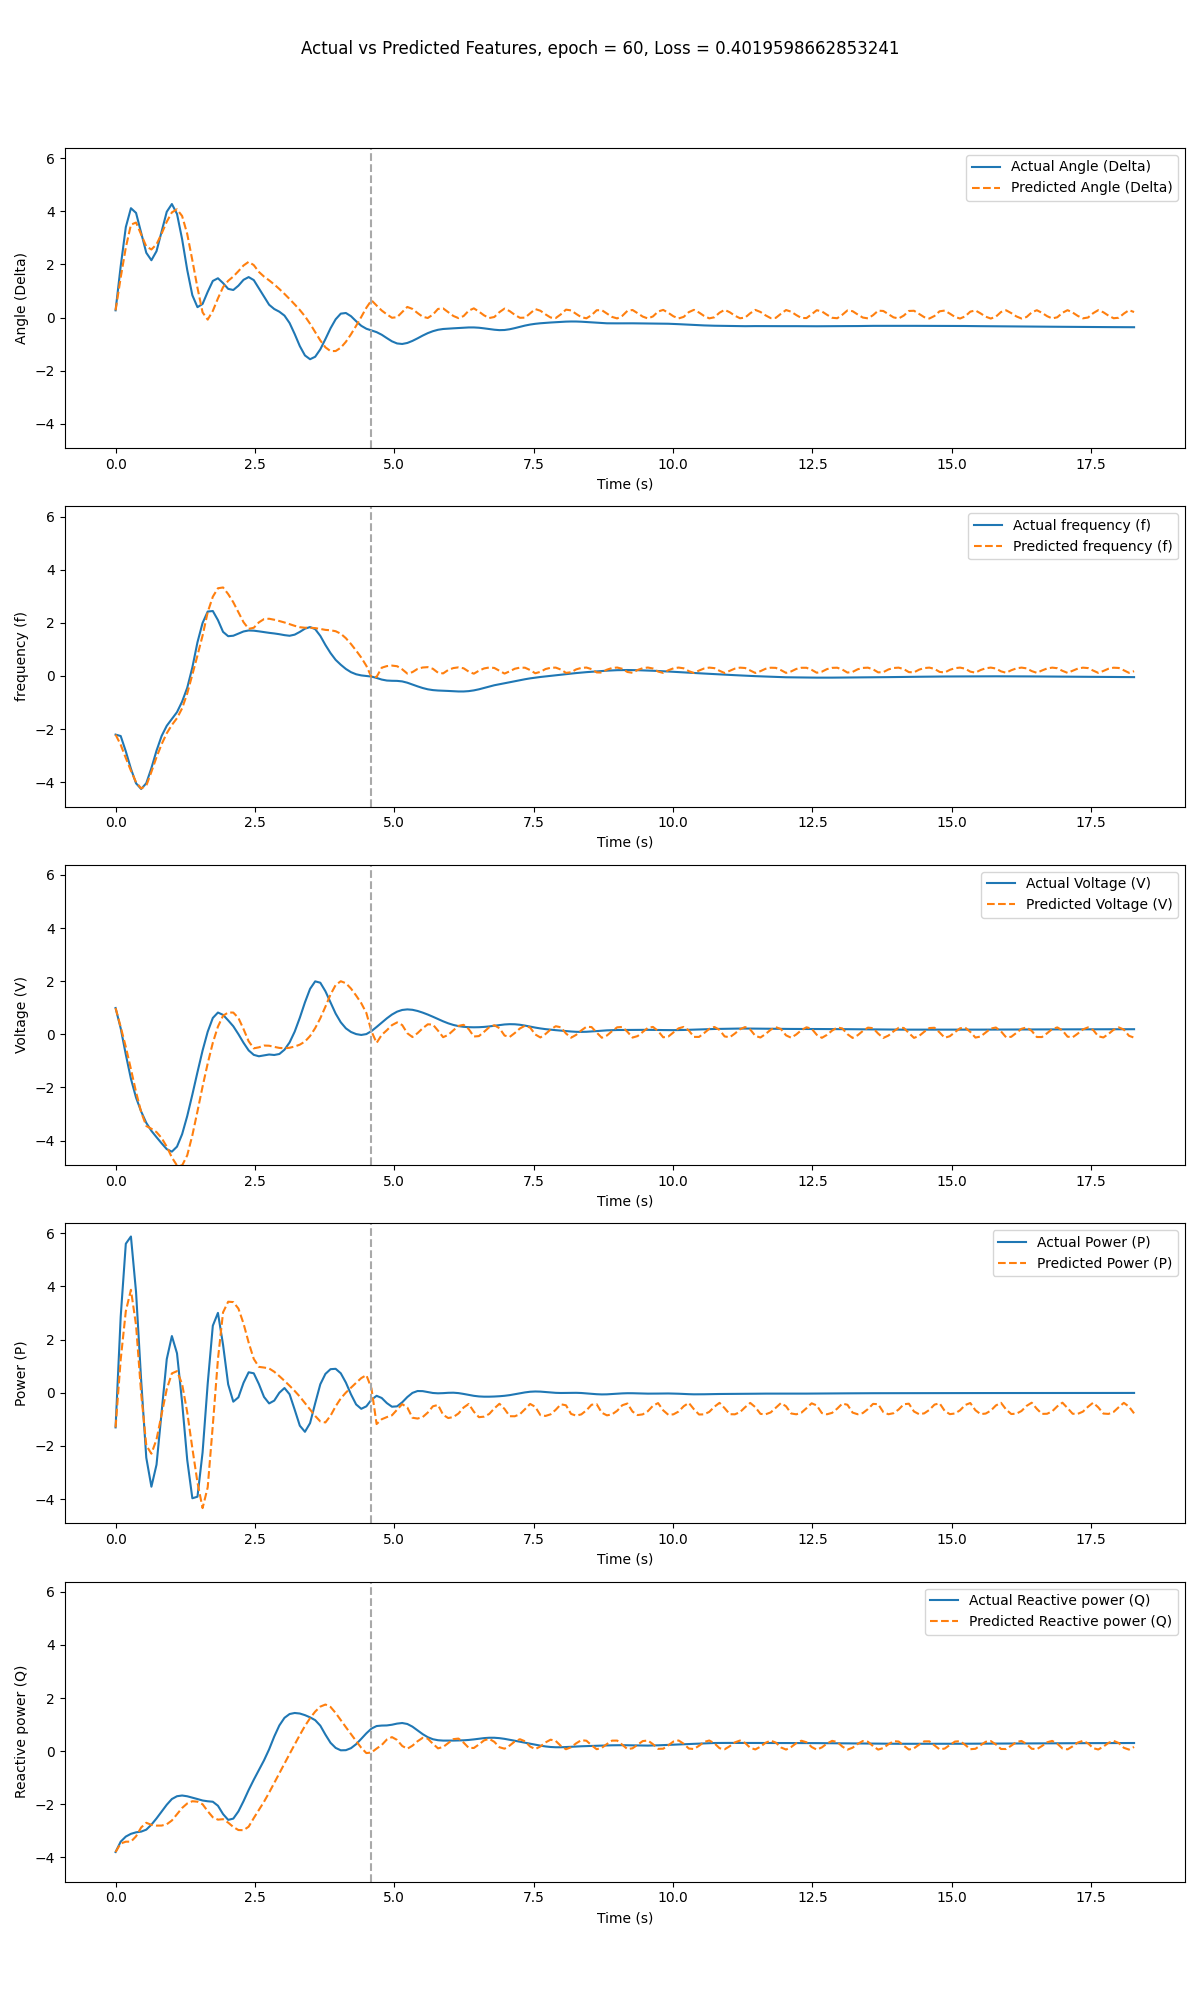 Actual vs Predicted Features, epoch = 60, Loss = 0.4019598662853241
6
4
2
0
−2
−4
Angle (Delta)
Actual Angle (Delta)
Predicted Angle (Delta)
0.0 2.5 5.0 7.5 10.0 12.5 15.0 17.5
Time (s)
6
4
2
0
−2
−4
frequency (f)
Actual frequency (f)
Predicted frequency (f)
0.0 2.5 5.0 7.5 10.0 12.5 15.0 17.5
Time (s)
6
4
2
0
−2
−4
Voltage (V)
Actual Voltage (V)
Predicted Voltage (V)
0.0 2.5 5.0 7.5 10.0 12.5 15.0 17.5
Time (s)
6
4
2
0
−2
−4
Power (P)
Actual Power (P)
Predicted Power (P)
0.0 2.5 5.0 7.5 10.0 12.5 15.0 17.5
Time (s)
6
4
2
0
−2
−4
Reactive power (Q)
Actual Reactive power (Q)
Predicted Reactive power (Q)
0.0 2.5 5.0 7.5 10.0 12.5 15.0 17.5
Time (s)